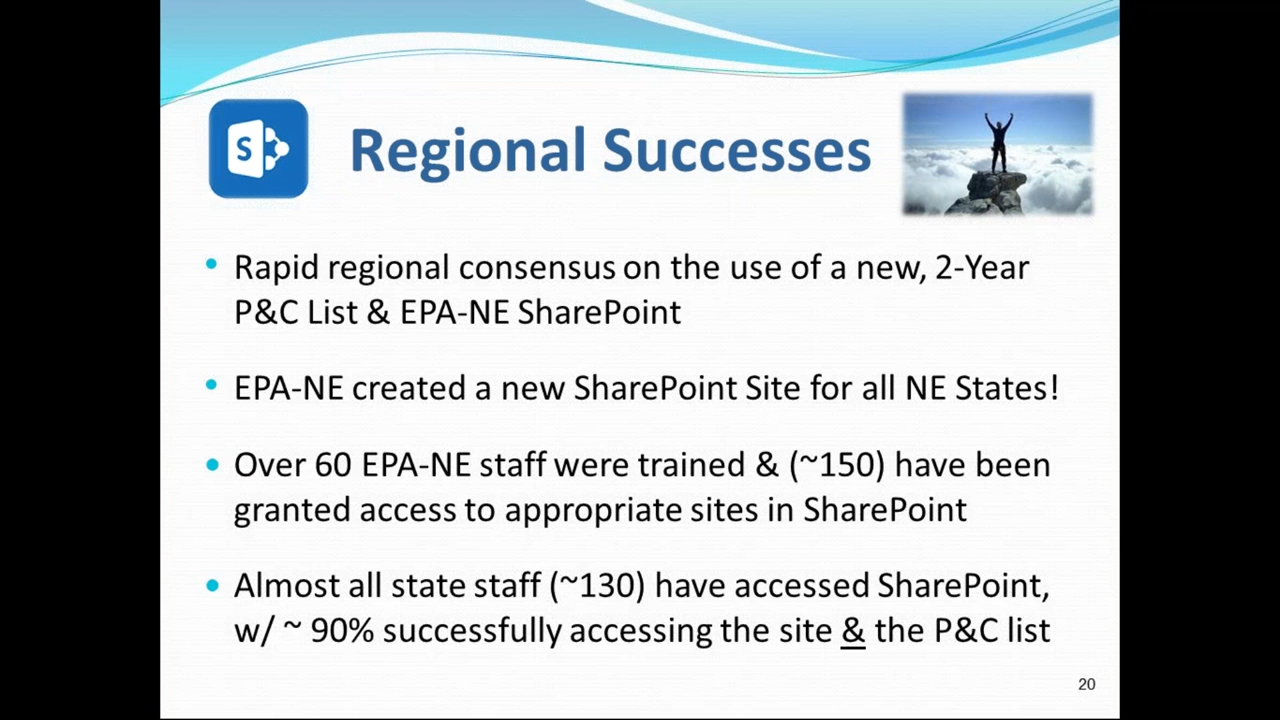 S
Regional Successes
• Rapid regional consensus on the use of a new, 2-Year
P&C List & EPA-NE SharePoint
• EPA-NE created a new SharePoint Site for all NE States!
• Over 60 EPA-NE staff were trained & (~150) have been
granted access to appropriate sites in SharePoint
• Almost all state staff (~130) have accessed SharePoint,
w/ ~ 90% successfully accessing the site & the P&C list
20